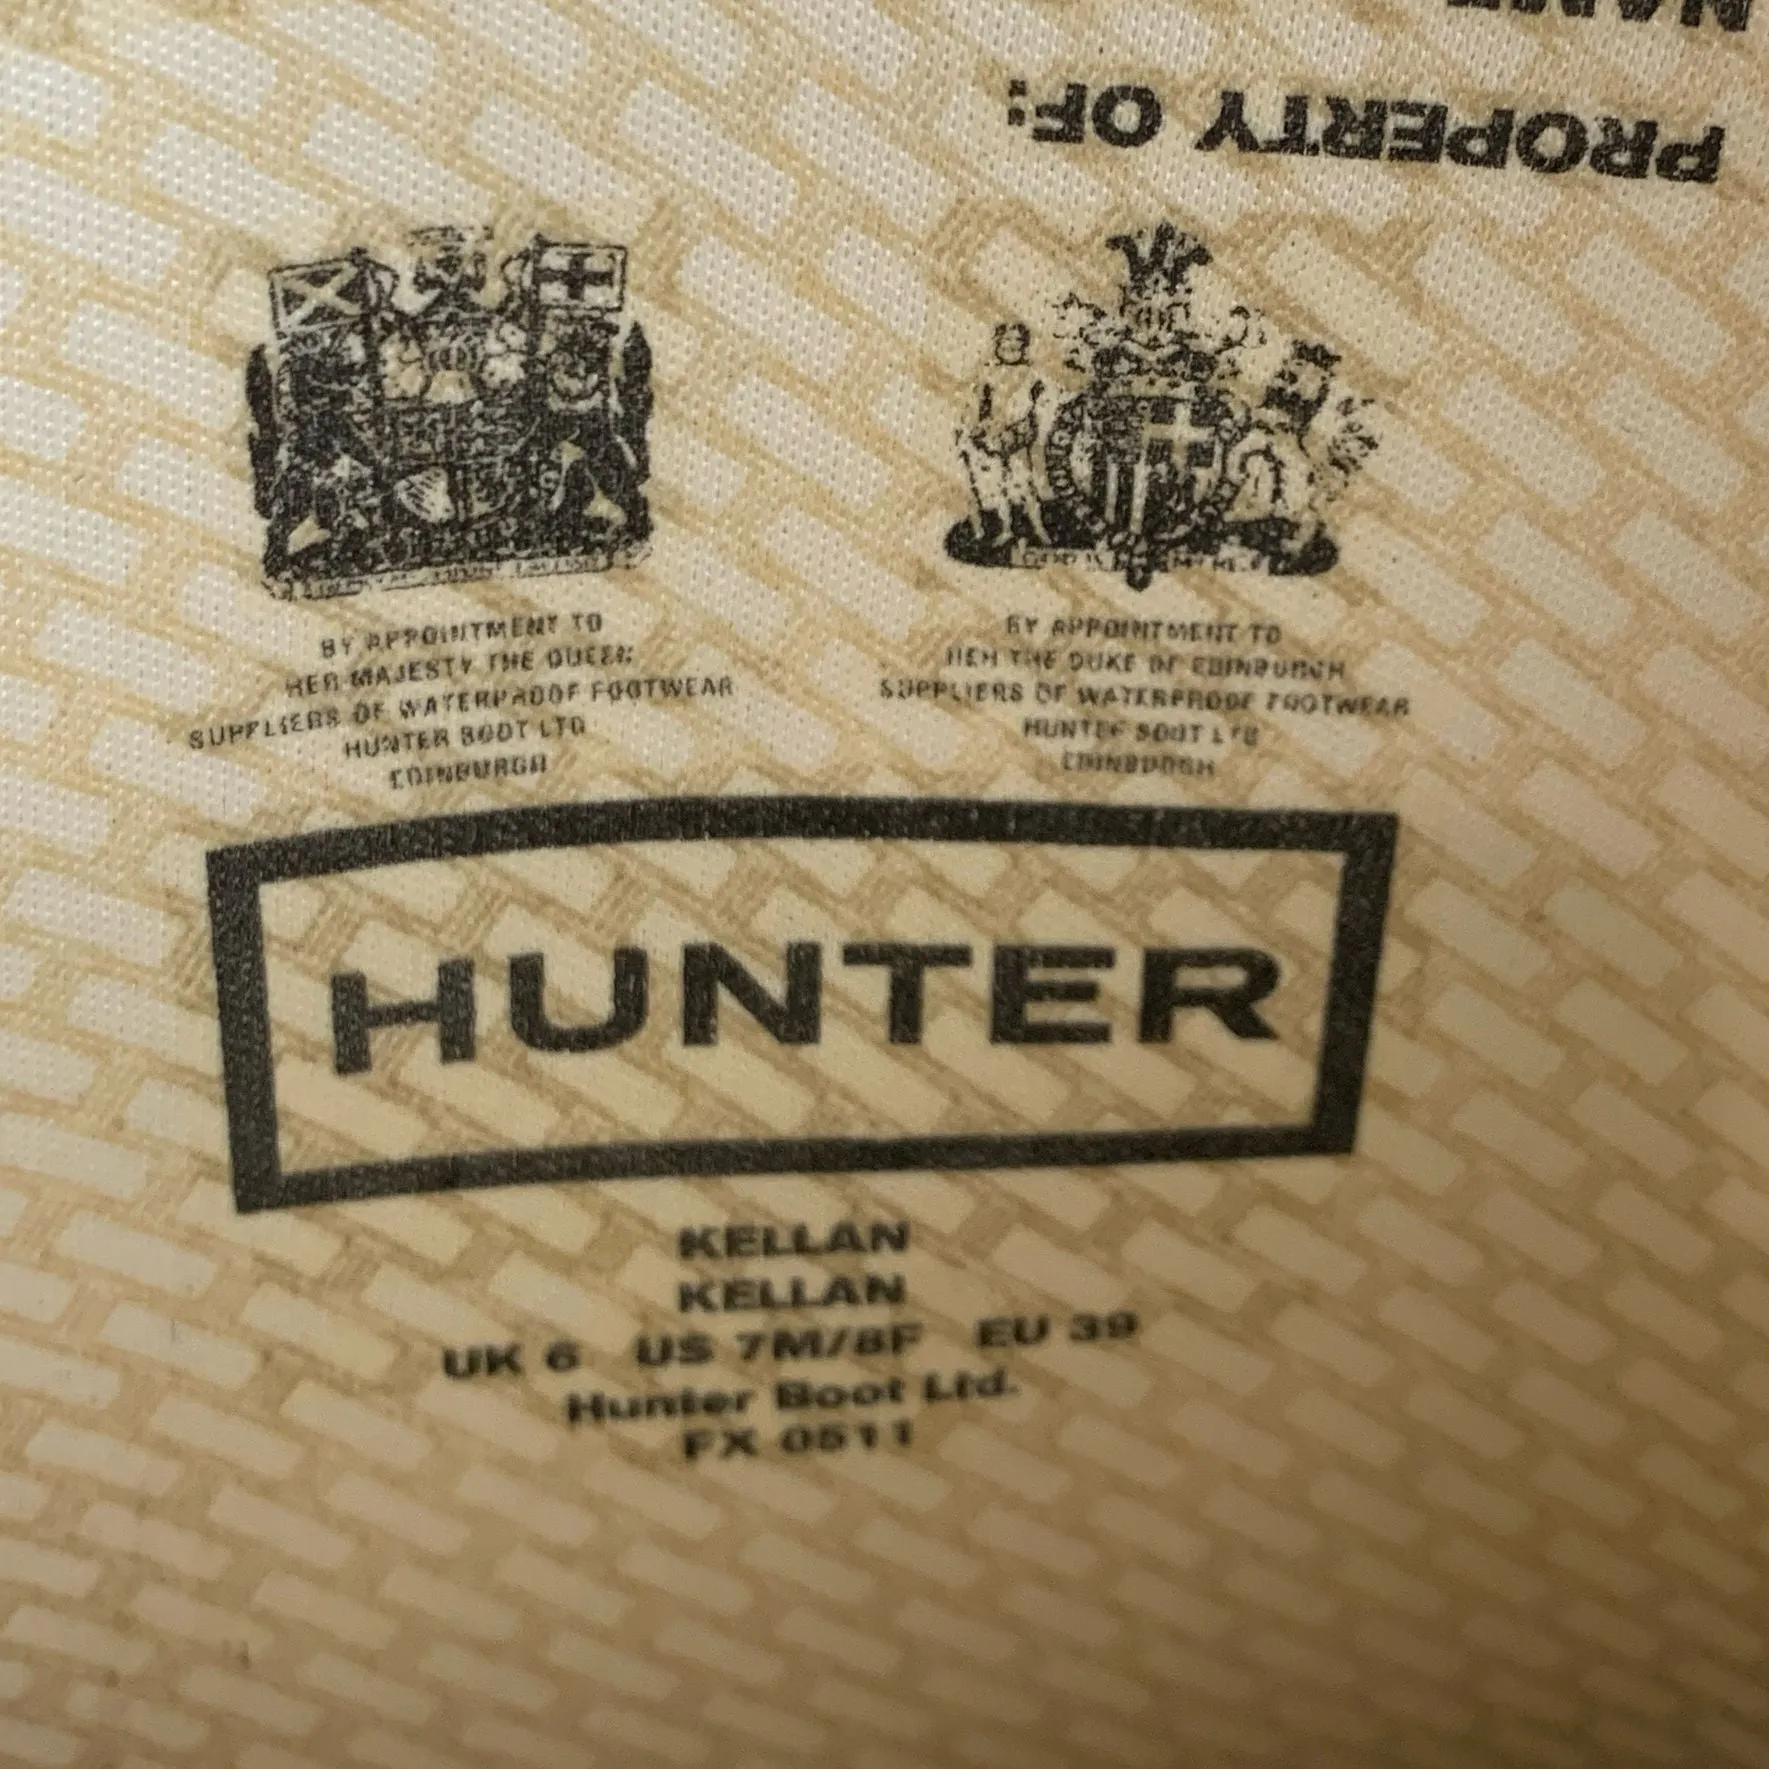 NAME
PROPERTY OF:
BY APPOINTMENT TO
HER MAJESTY THE QUEEN
SUPPLIERS OF WATERPROOF FOOTWEAR
HUNTER BOOT LTD
EDINBURGH
BY APPOINTMENT TO
HRH THE DUKE OF EDINBURGH
SUPPLIERS OF WATERPROOF FOOTWEAR
HUNTER BOOT LTD
EDINBURGH
HUNTER
KELLAN
KELLAN
UK 6 US 7M/8F EU 39
Hunter Boot Ltd.
FX 0511